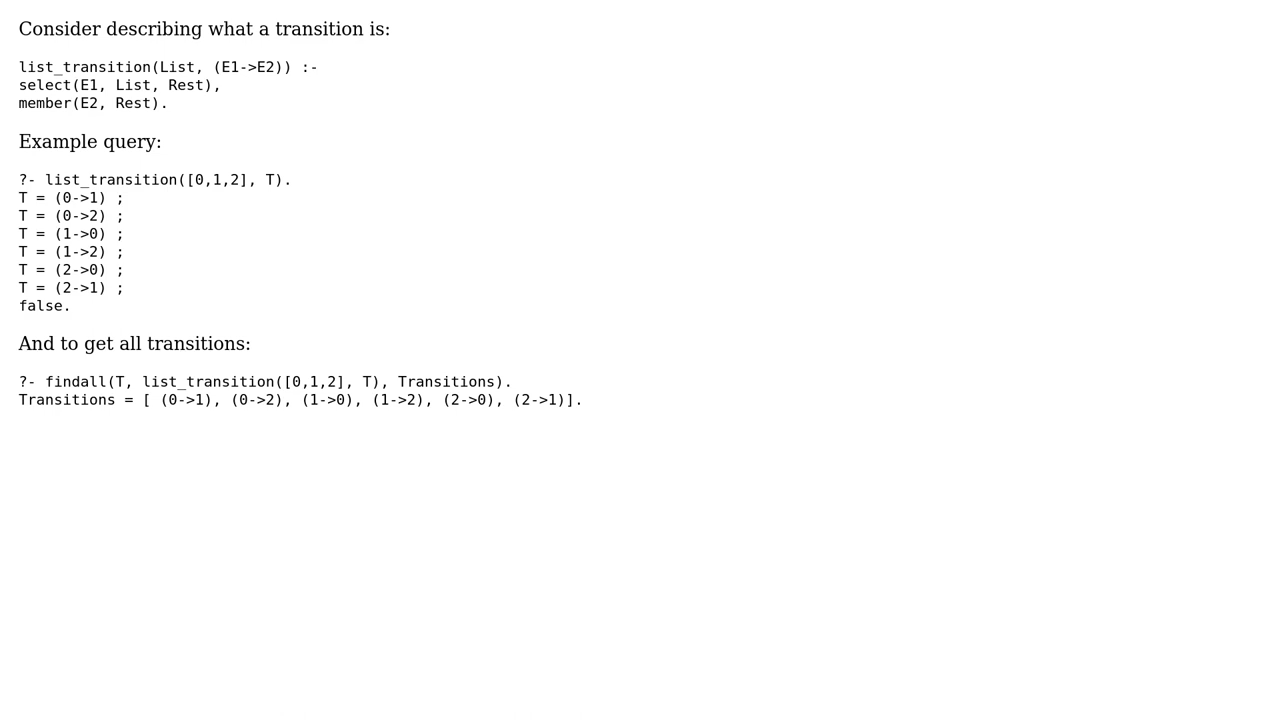 Consider describing what a transition is:
list_transition(List, (E1->E2)) :-
select(E1, List, Rest),
member(E2, Rest).
Example query:
?- list_transition([0,1,2], T).
T = (0->1) ;
T = (0->2) ;
T = (1->0) ;
T = (1->2) ;
T = (2->0) ;
T = (2->1) ;
false.
And to get all transitions:
?- findall(T, list_transition([0,1,2], T), Transitions).
Transitions = [ (0->1), (0->2), (1->0), (1->2), (2->0), (2->1)].